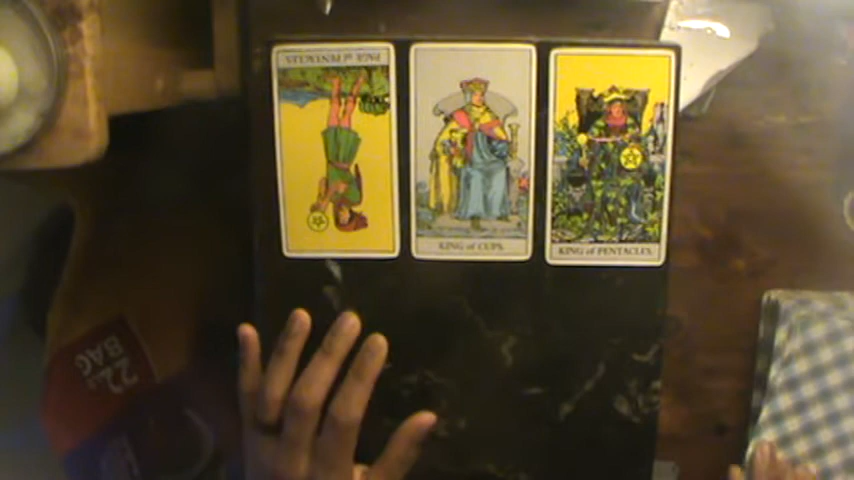 PAGE of PENTACLES
KING of CUPS.
KING of PENTACLES.
22
BAG